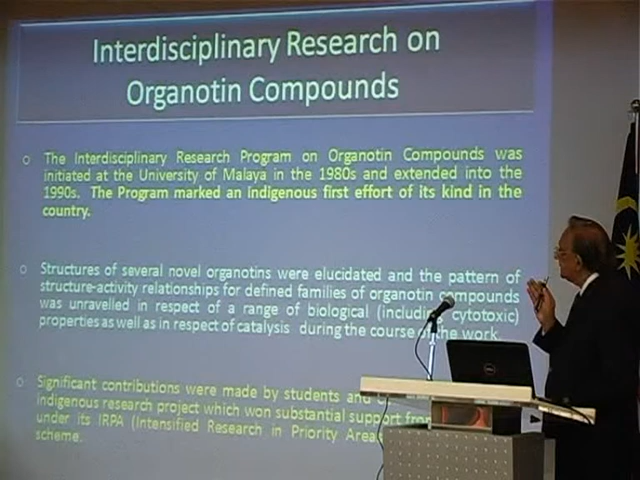 Interdisciplinary Research on
Organotin Compounds
The Interdisciplinary Research Program on Organotin Compounds was
initiated at the University of Malaya in the 1980s and extended into the
1990s. The Program marked an indigenous first effort of its kind in the
country.
Structures of several novel organotins were elucidated and the pattern of
structure-activity relationships for defined families of organotin compounds
was unravelled in respect of a range of biological (including cytotoxic)
properties as well as in respect of catalysis during the course of the work.
Significant contributions were made by students and
indigenous research project which won substantial support
under its IRPA (Intensified Research in Priority Areas
scheme.
DELL